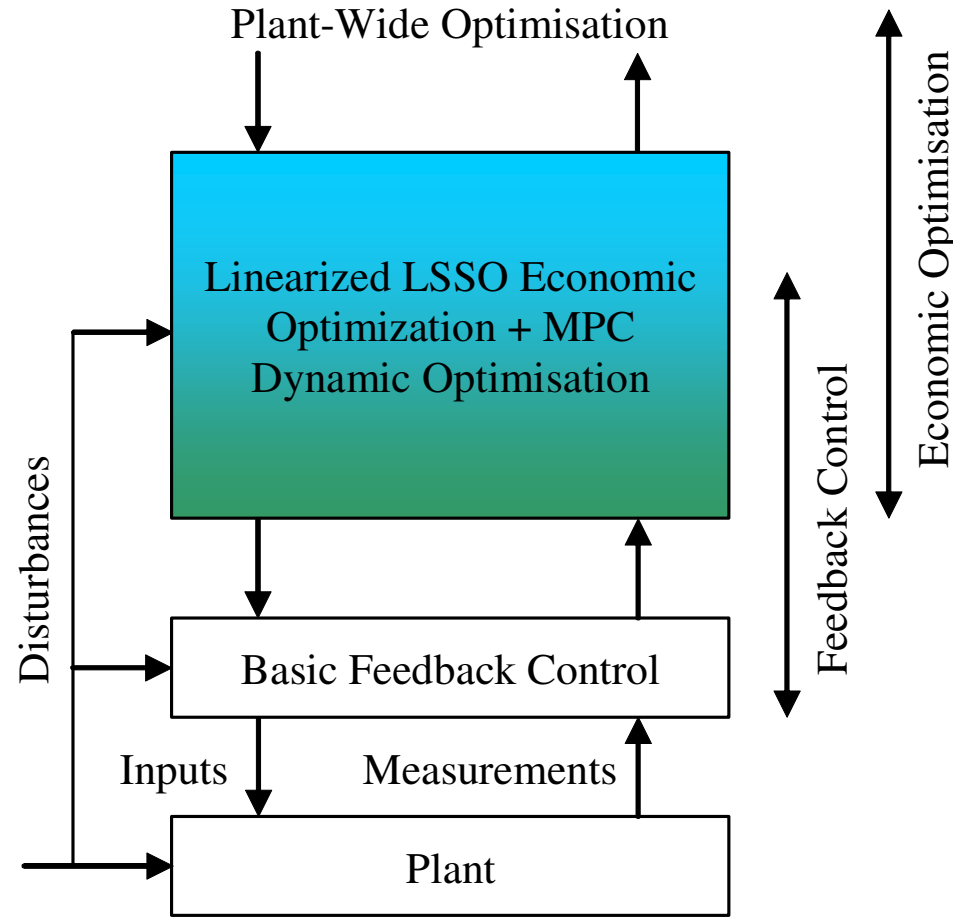 Plant-Wide Optimisation
Linearized LSSO Economic
Optimization + MPC
Dynamic Optimisation
Basic Feedback Control
Inputs
Measurements
Plant
Disturbances
Feedback Control
Economic Optimisation